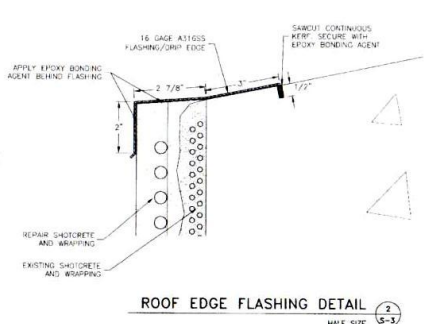 16 GAGE A316SS
FLASHING/DRIP EDGE
SAWCUT CONTINUOUS
KERF. SECURE WITH
EPOXY BONDING AGENT
APPLY EPOXY BONDING
AGENT BEHIND FLASHING
2 7/8"
3"
1/2"
2"
REPAIR SHOTCRETE
AND WRAPPING
EXISTING SHOTCRETE
AND WRAPPING
ROOF EDGE FLASHING DETAIL
2
S-3
HALF SIZE